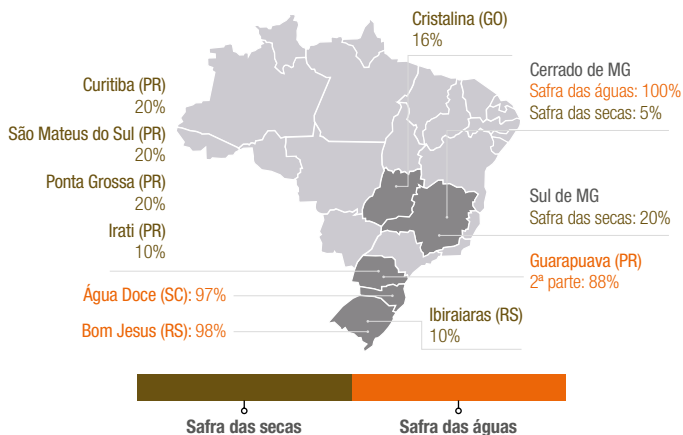 Cristalina (GO)
16%
Cerrado de MG
Safra das águas: 100%
Safra das secas: 5%
Curitiba (PR)
20%
São Mateus do Sul (PR)
20%
Ponta Grossa (PR)
20%
Irati (PR)
10%
Sul de MG
Safra das secas: 20%
Guarapuava (PR)
2ª parte: 88%
Água Doce (SC): 97%
Bom Jesus (RS): 98%
Ibiraiaras (RS)
10%
Safra das secas
Safra das águas